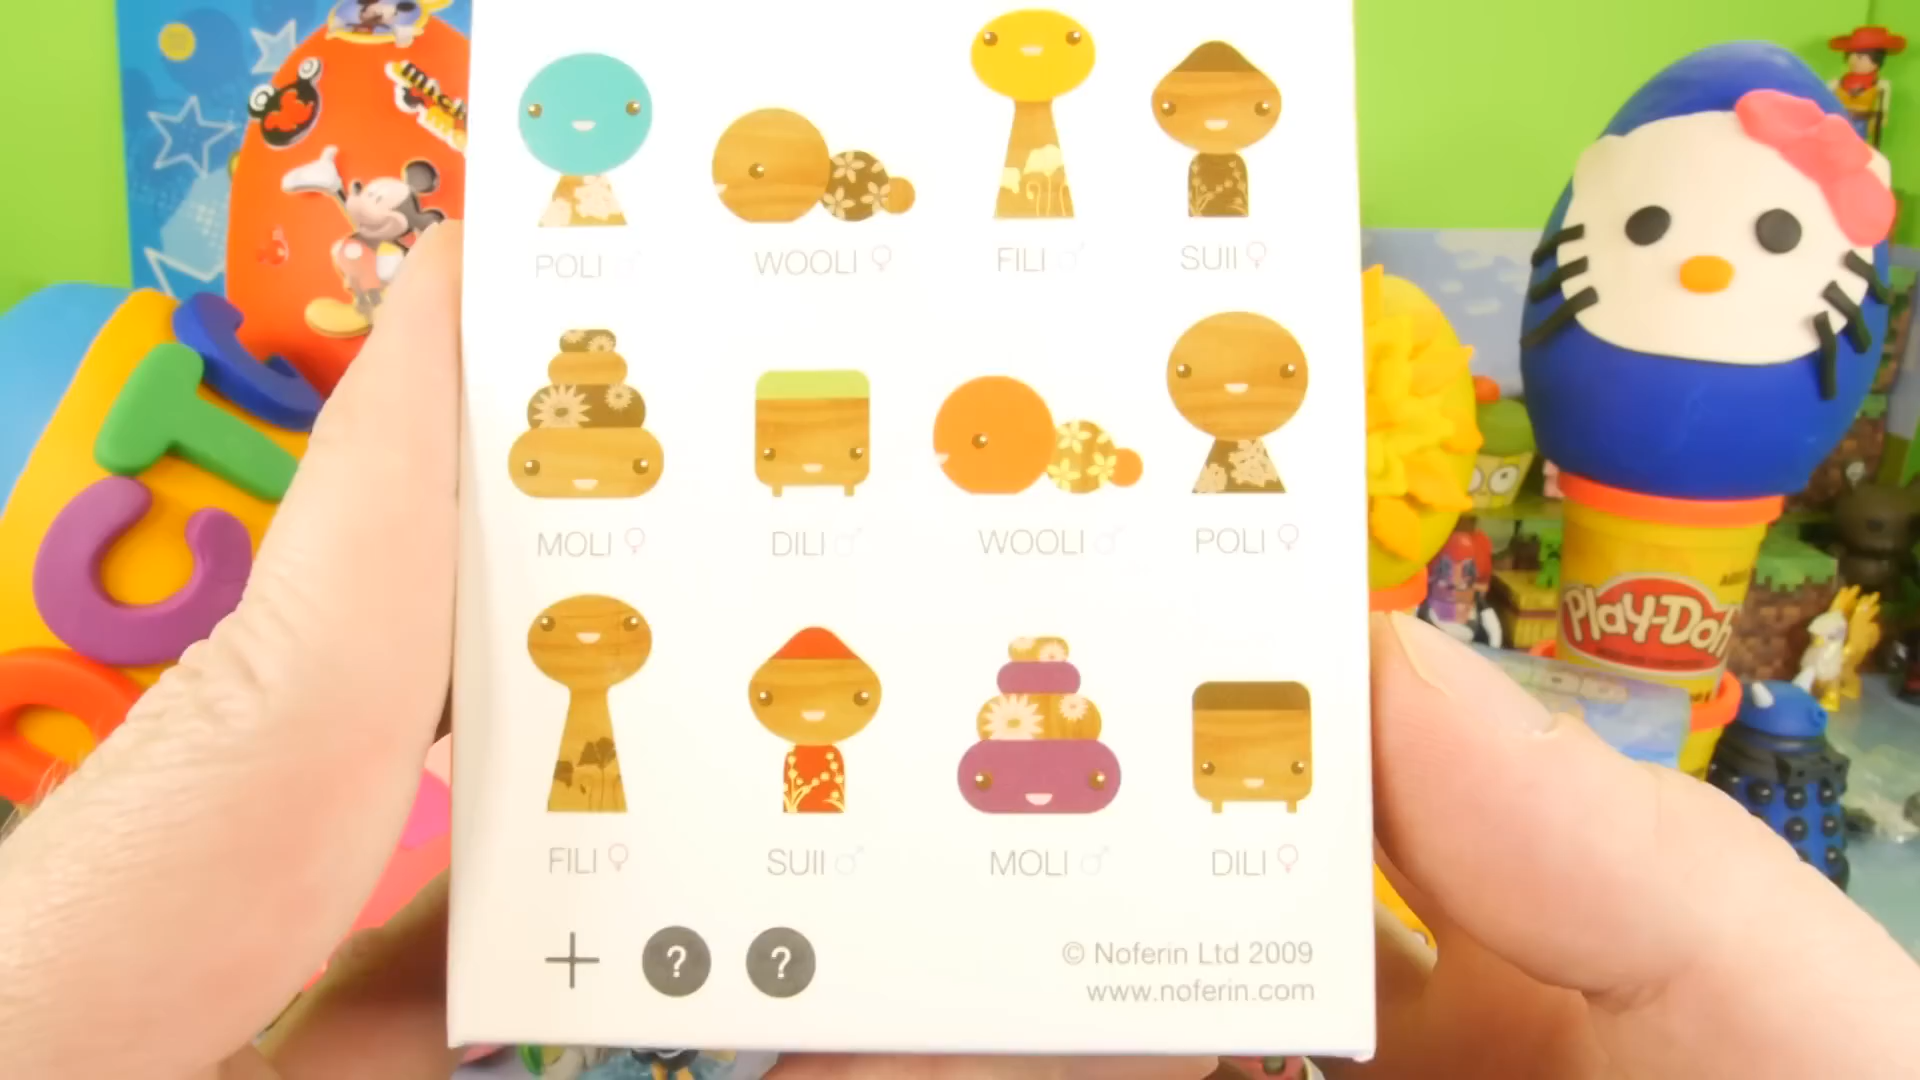 POLI ♂ WOOLI ♀ FILI ♂ SUII ♀
MOLI ♀ DILI ♂ WOOLI ♂ POLI ♀
FILI ♀ SUII ♂ MOLI ♂ DILI ♀
+ ? ?
© Noferin Ltd 2009
www.noferin.com
PLAY-DOH